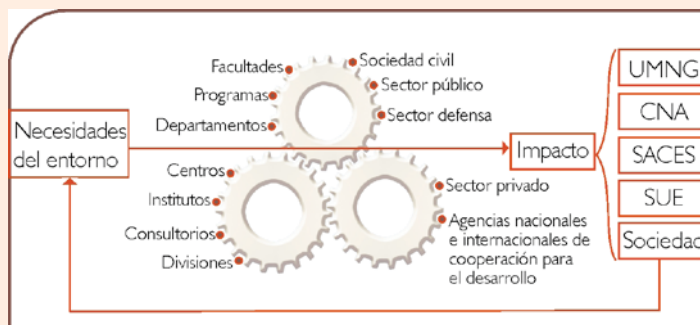 Necesidades
del entorno
Facultades
Programas
Departamentos
Centros
Institutos
Consultorios
Divisiones
Sociedad civil
Sector público
Sector defensa
Sector privado
Agencias nacionales
e internacionales de
cooperación para
el desarrollo
Impacto
UMNG
CNA
SACES
SUE
Sociedad